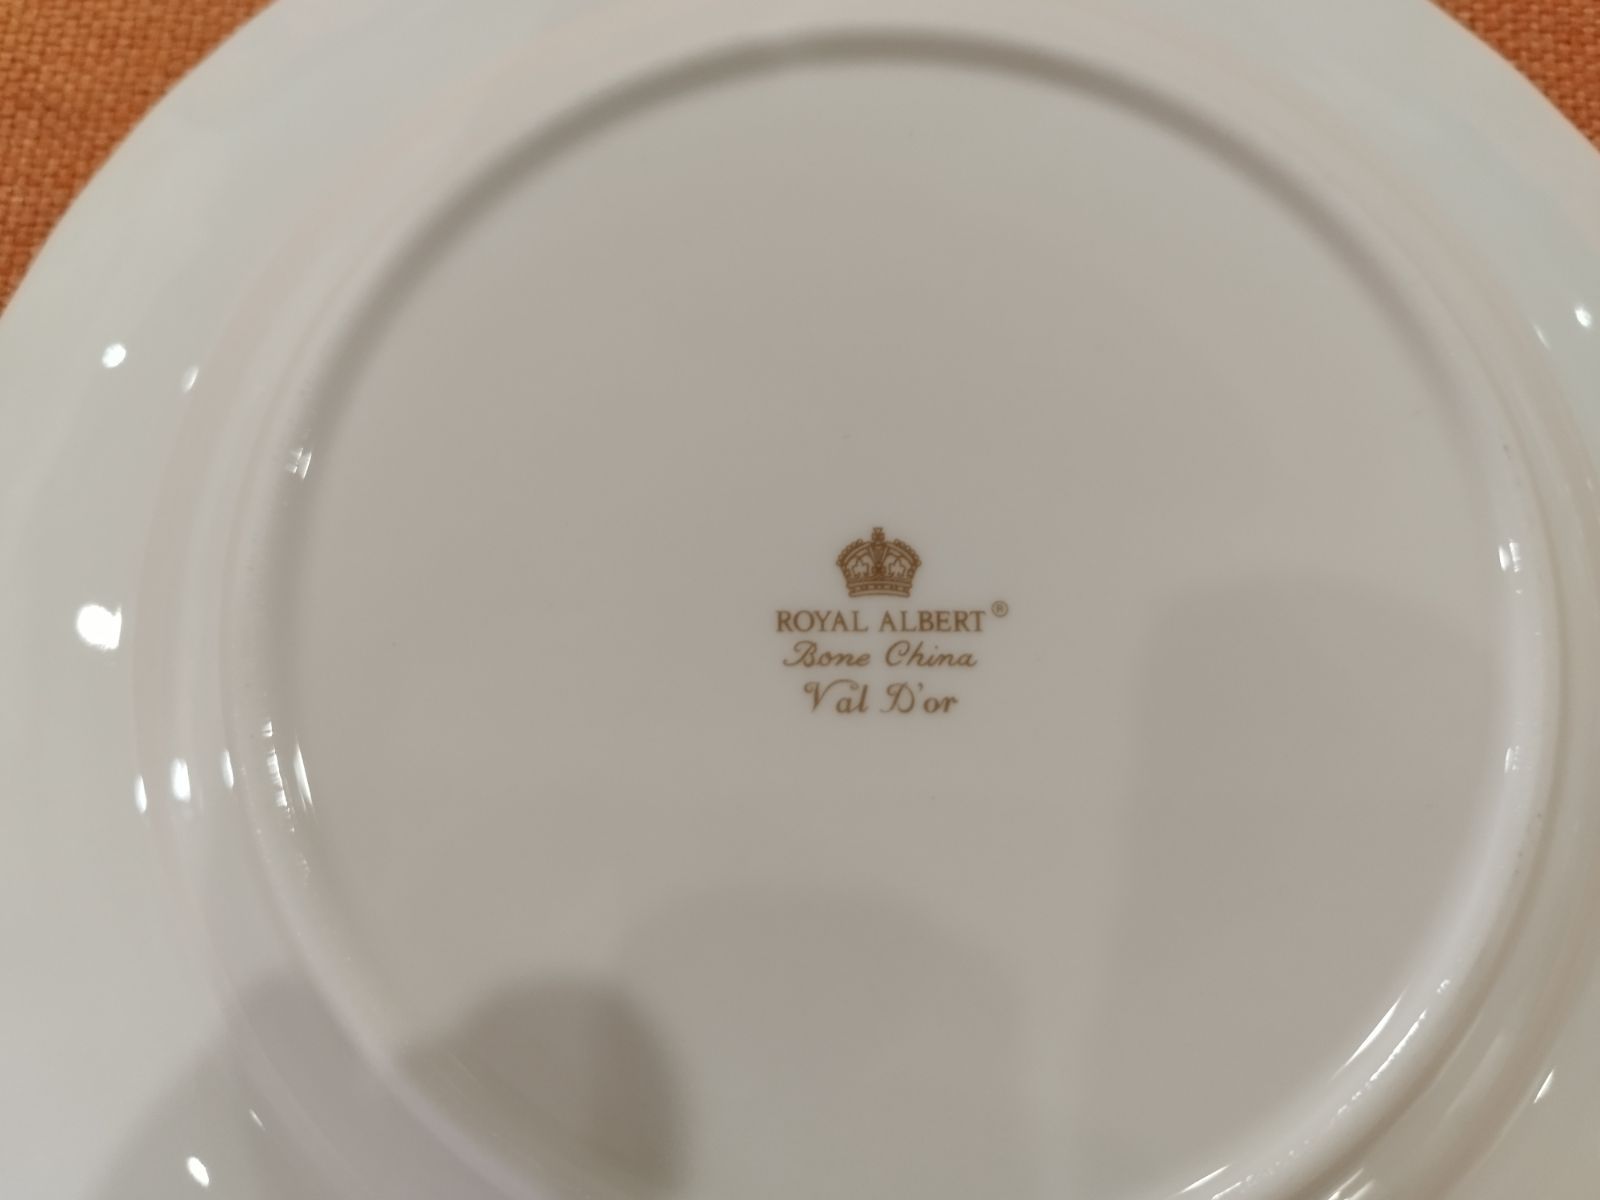 ROYAL ALBERT®
Bone China
Val D'or